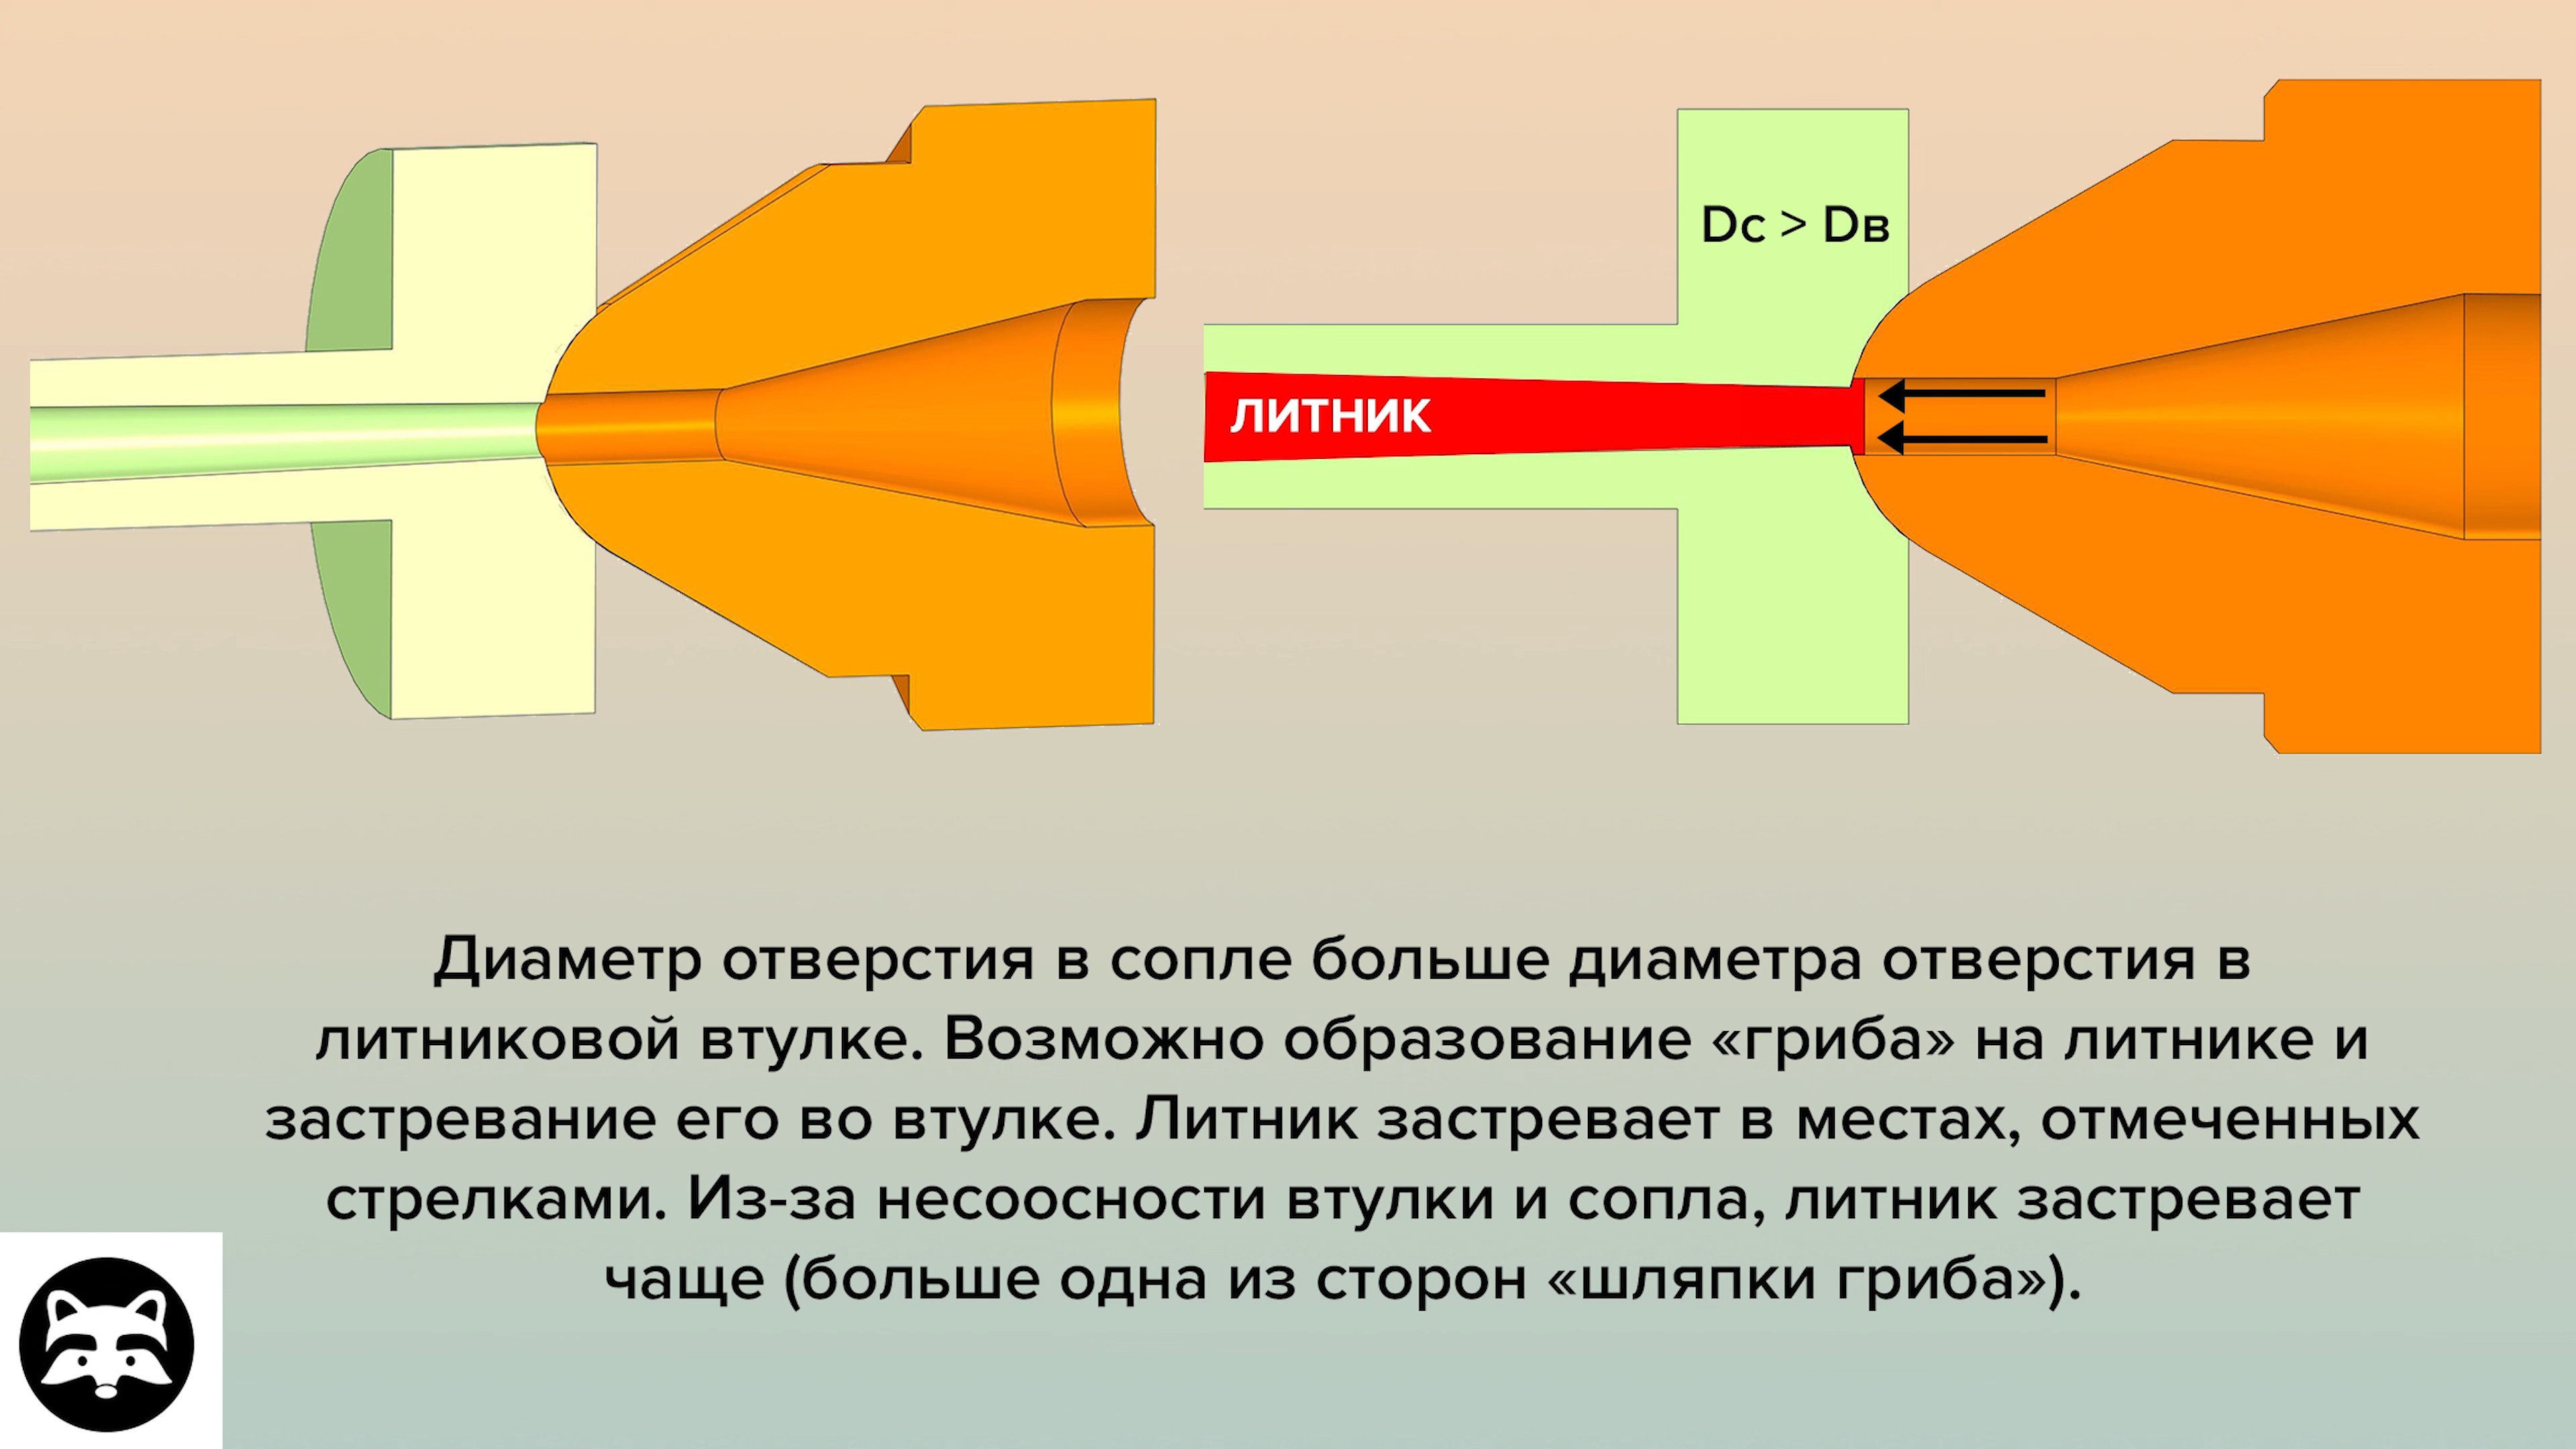 Dс > Dв
ЛИТНИК
Диаметр отверстия в сопле больше диаметра отверстия в
литниковой втулке. Возможно образование «гриба» на литнике и
застревание его во втулке. Литник застревает в местах, отмеченных
стрелками. Из-за несоосности втулки и сопла, литник застревает
чаще (больше одна из сторон «шляпки гриба»).